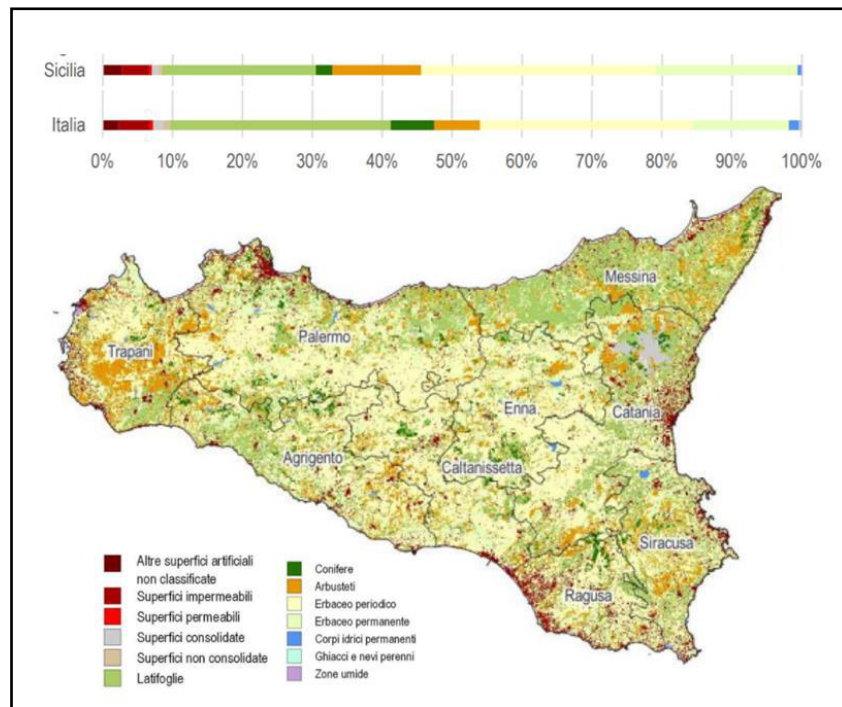 Sicilia
Italia
0% 10% 20% 30% 40% 50% 60% 70% 80% 90% 100%
Messina
Palermo
Trapani
Enna
Catania
Agrigento
Caltanissetta
Siracusa
Ragusa
Altre superfici artificiali
non classificate
Superfici impermeabili
Superfici permeabili
Superfici consolidate
Superfici non consolidate
Latifoglie
Conifere
Arbusteti
Erbaceo periodico
Erbaceo permanente
Corpi idrici permanenti
Ghiacci e nevi perenni
Zone umide